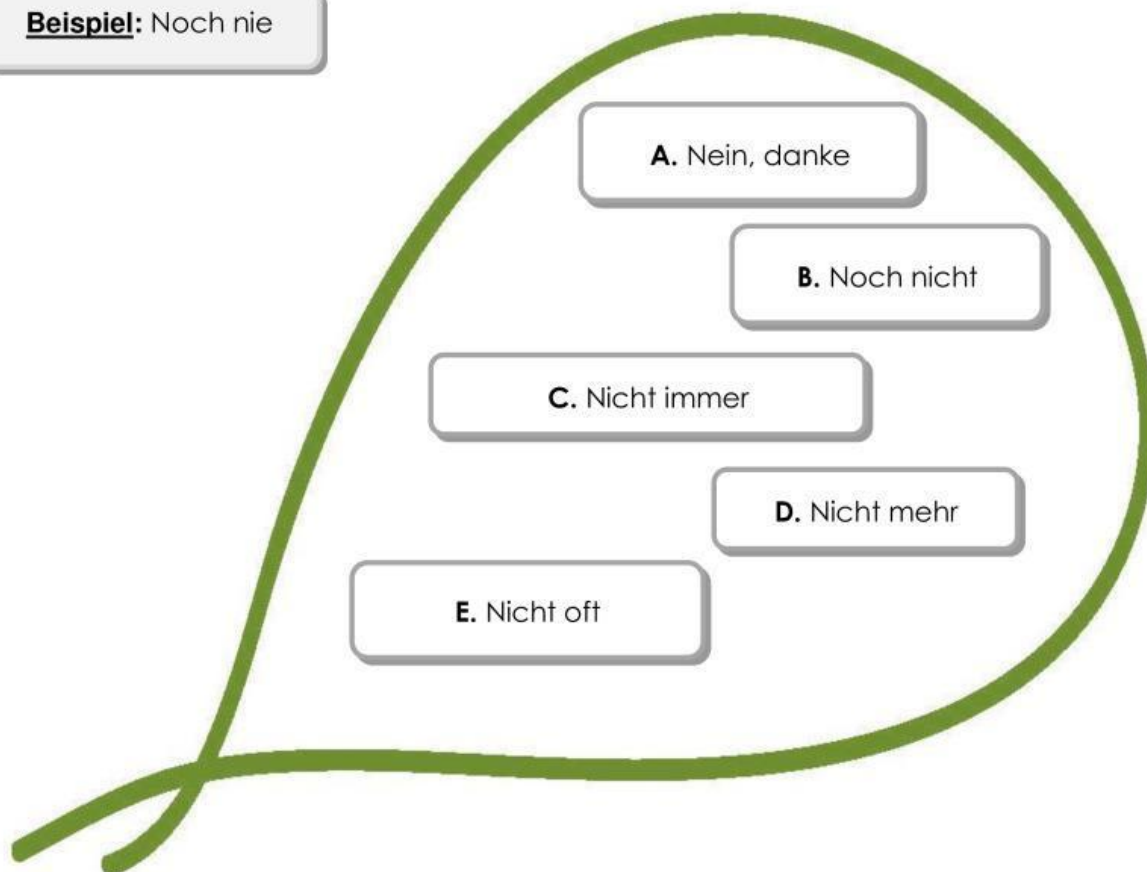 Beispiel: Noch nie
A. Nein, danke
B. Noch nicht
C. Nicht immer
D. Nicht mehr
E. Nicht oft